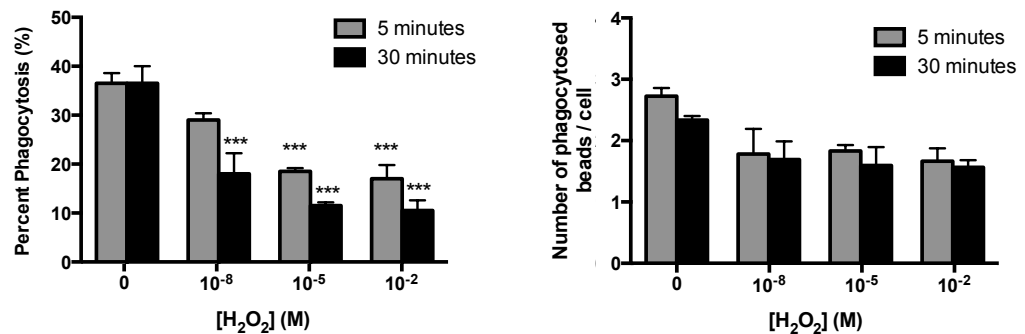 Percent Phagocytosis (%)
50
40
30
20
10
0
5 minutes
30 minutes
***
***
***
***
***
0
10⁻⁸
10⁻⁵
10⁻²
[H₂O₂] (M)
Number of phagocytosed
beads / cell
4
3
2
1
0
5 minutes
30 minutes
0
10⁻⁸
10⁻⁵
10⁻²
[H₂O₂] (M)